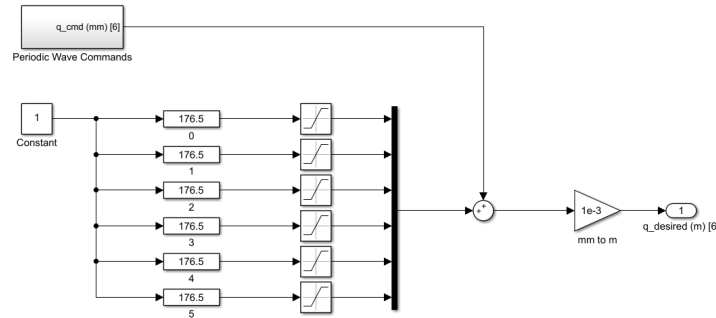 q_cmd (mm) [6]
Periodic Wave Commands
1
Constant
176.5
0
176.5
1
176.5
2
176.5
3
176.5
4
176.5
5
+
+
1e-3
mm to m
1
q_desired (m) [6